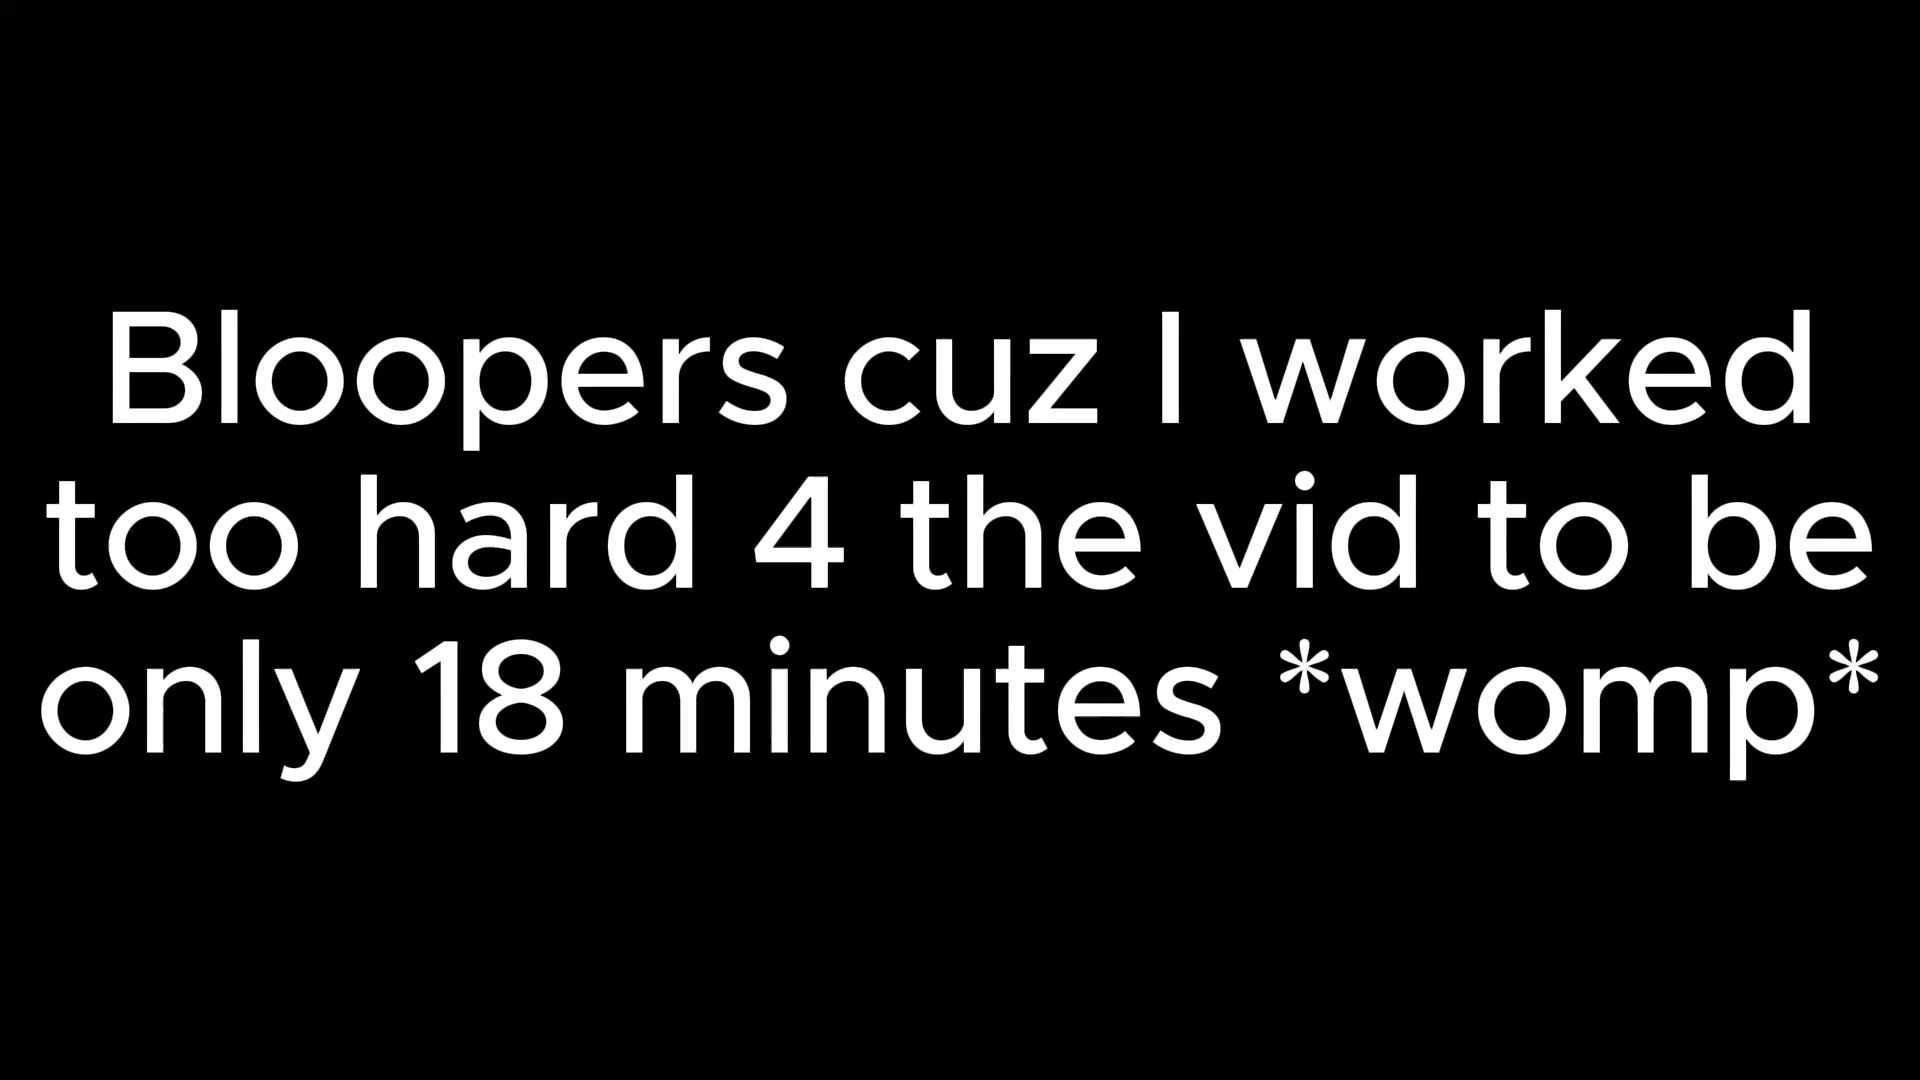 Bloopers cuz I worked
too hard 4 the vid to be
only 18 minutes *womp*